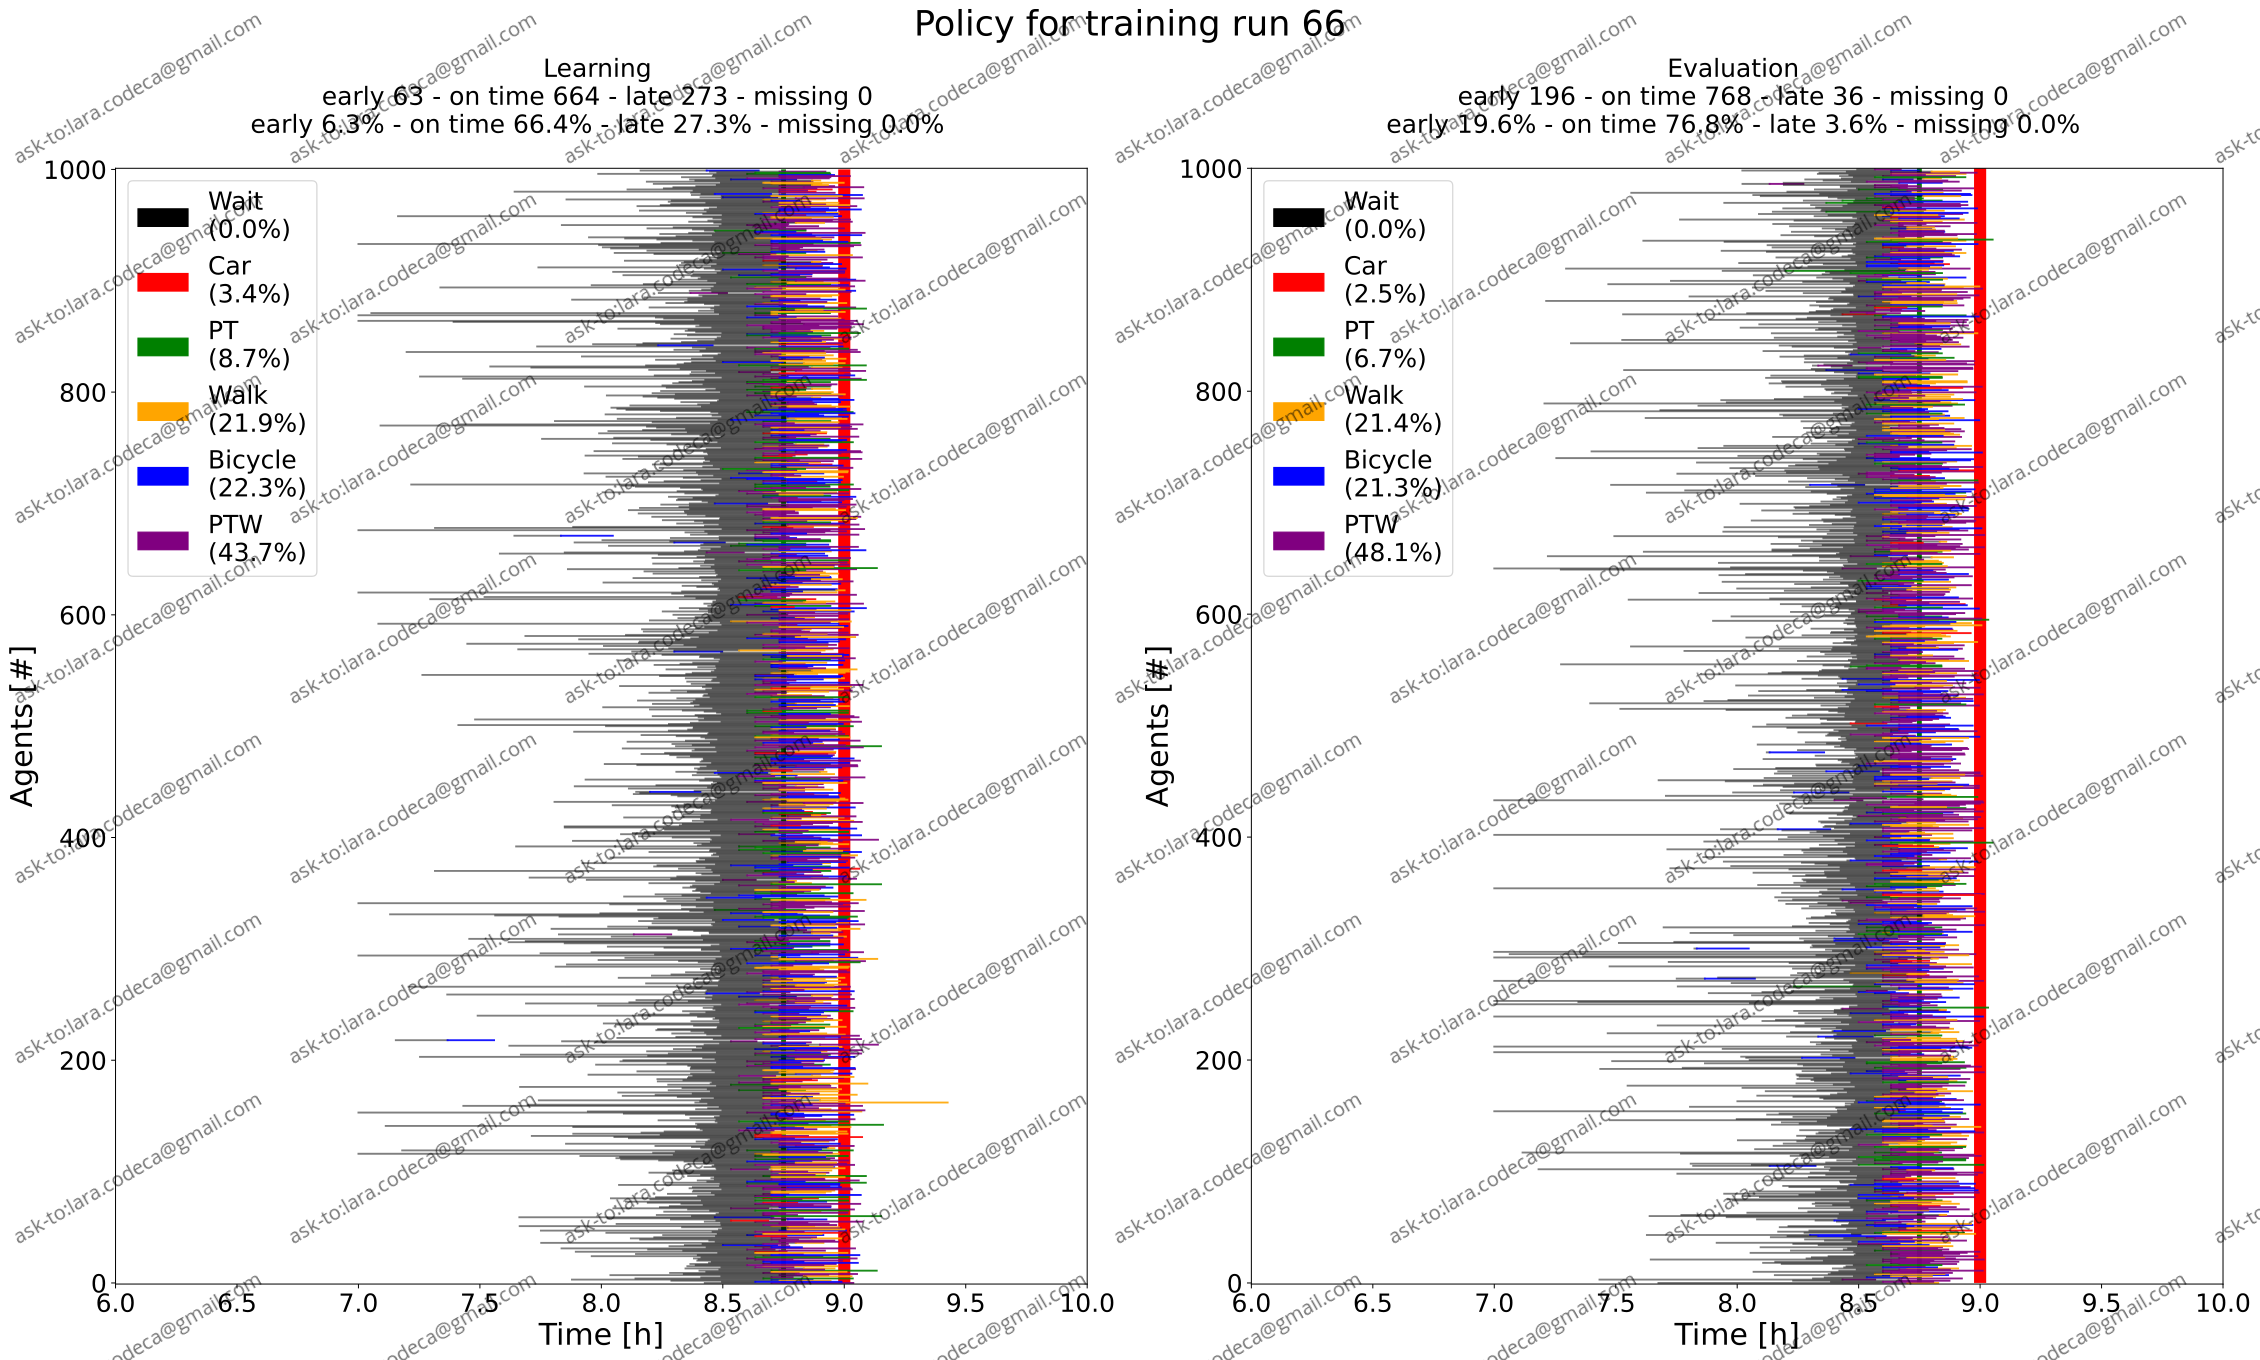 Policy for training run 66
Learning
early 63 - on time 664 - late 273 - missing 0
early 6.3% - on time 66.4% - late 27.3% - missing 0.0%
Wait
(0.0%)
Car
(3.4%)
PT
(8.7%)
Walk
(21.9%)
Bicycle
(22.3%)
PTW
(43.7%)
1000
800
600
400
200
0
Agents [#]
6.0 6.5 7.0 7.5 8.0 8.5 9.0 9.5 10.0
Time [h]
Evaluation
early 196 - on time 768 - late 36 - missing 0
early 19.6% - on time 76.8% - late 3.6% - missing 0.0%
Wait
(0.0%)
Car
(2.5%)
PT
(6.7%)
Walk
(21.4%)
Bicycle
(21.3%)
PTW
(48.1%)
1000
800
600
400
200
0
Agents [#]
6.0 6.5 7.0 7.5 8.0 8.5 9.0 9.5 10.0
Time [h]
ask-to:lara.codeca@gmail.com